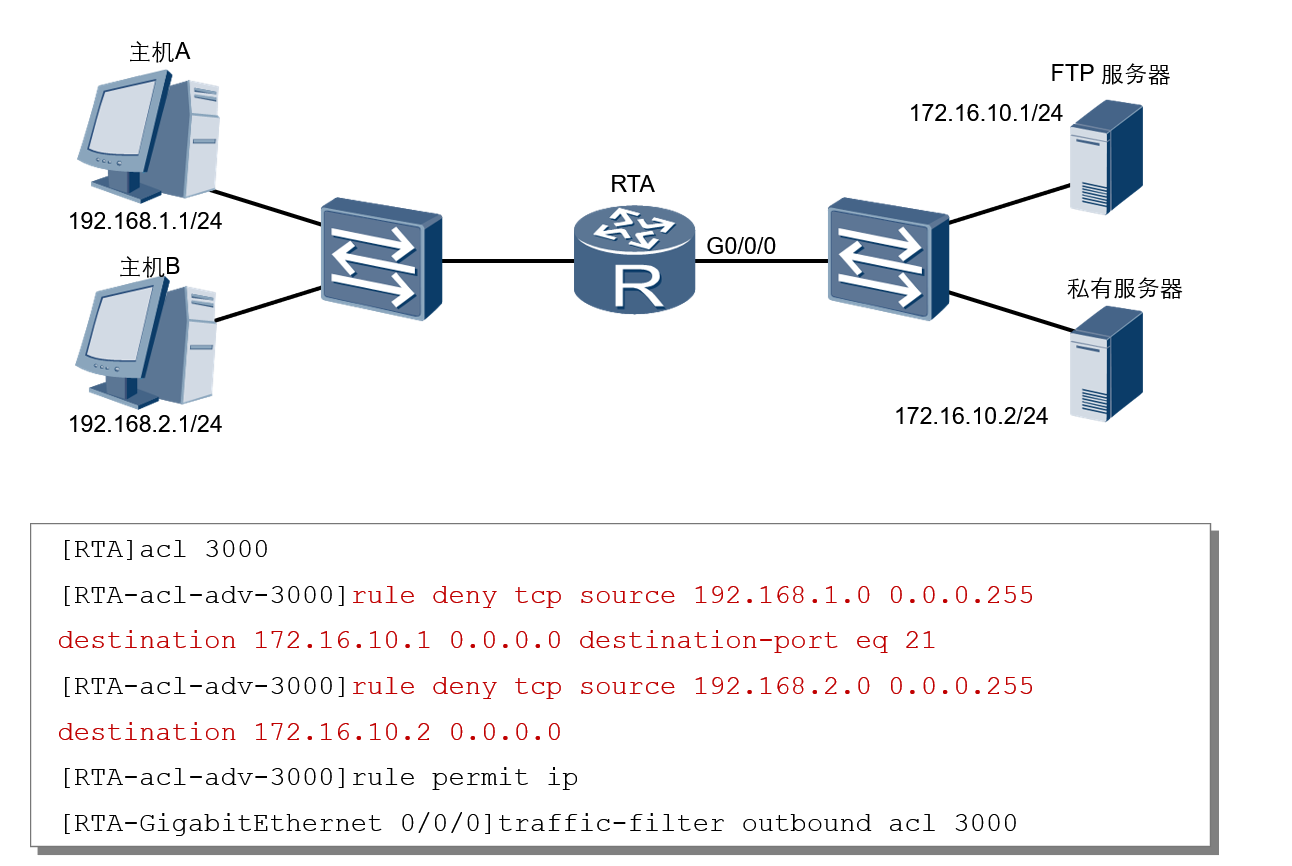 主机A
192.168.1.1/24
主机B
192.168.2.1/24
RTA
G0/0/0
FTP 服务器
172.16.10.1/24
私有服务器
172.16.10.2/24
R
[RTA]acl 3000
[RTA-acl-adv-3000]rule deny tcp source 192.168.1.0 0.0.0.255
destination 172.16.10.1 0.0.0.0 destination-port eq 21
[RTA-acl-adv-3000]rule deny tcp source 192.168.2.0 0.0.0.255
destination 172.16.10.2 0.0.0.0
[RTA-acl-adv-3000]rule permit ip
[RTA-GigabitEthernet 0/0/0]traffic-filter outbound acl 3000